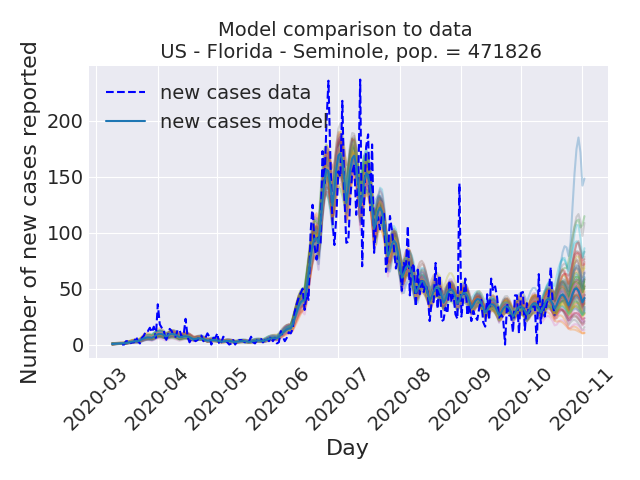 Model comparison to data
US - Florida - Seminole, pop. = 471826
new cases data
new cases model
Number of new cases reported
200
150
100
50
0
2020-03
2020-04
2020-05
2020-06
2020-07
2020-08
2020-09
2020-10
2020-11
Day